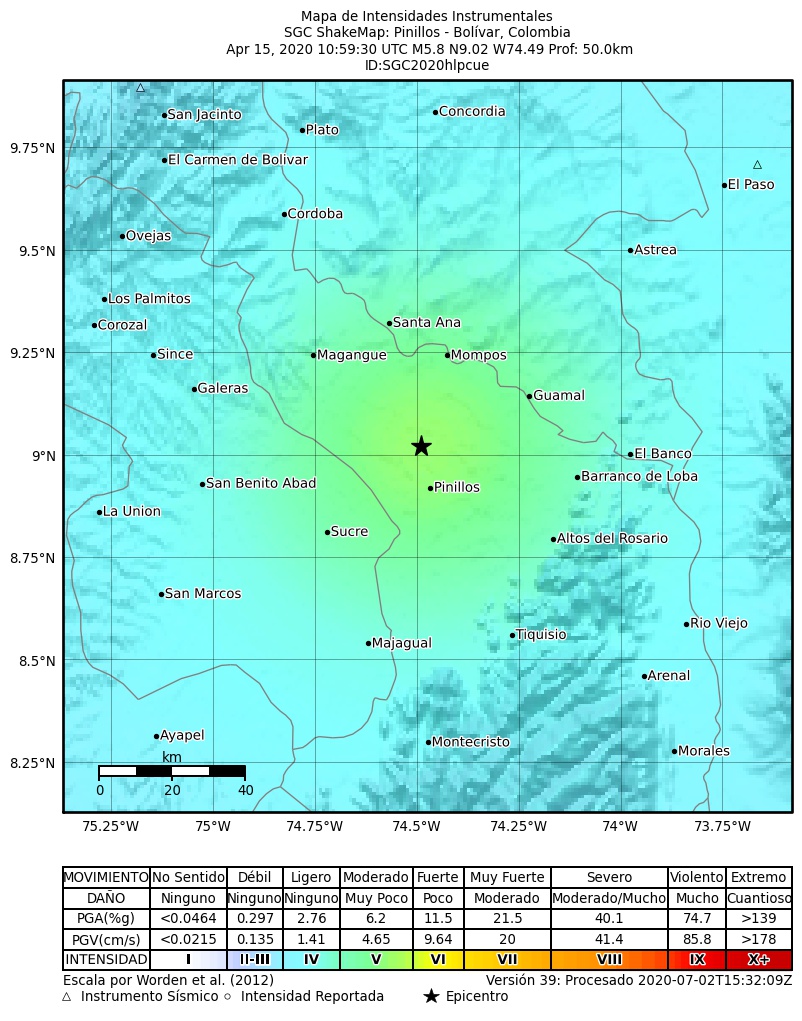 Mapa de Intensidades Instrumentales
SGC ShakeMap: Pinillos - Bolívar, Colombia
Apr 15, 2020 10:59:30 UTC M5.8 N9.02 W74.49 Prof: 50.0km
ID:SGC2020hlpcue
San Jacinto
Concordia
Plato
9.75°N
El Carmen de Bolivar
El Paso
Cordoba
Ovejas
9.5°N
Astrea
Los Palmitos
Corozal
Santa Ana
9.25°N
Since
Magangue
Mompos
Galeras
Guamal
9°N
El Banco
San Benito Abad
Pinillos
Barranco de Loba
La Union
Sucre
Altos del Rosario
8.75°N
San Marcos
Rio Viejo
Tiquisio
Majagual
8.5°N
Arenal
Ayapel
Montecristo
Morales
8.25°N
km
0 20 40
75.25°W 75°W 74.75°W 74.5°W 74.25°W 74°W 73.75°W
MOVIMIENTO No Sentido Débil Ligero Moderado Fuerte Muy Fuerte Severo Violento Extremo
DAÑO Ninguno Ninguno Ninguno Muy Poco Poco Moderado Moderado/Mucho Mucho Cuantioso
PGA(%g) <0.0464 0.297 2.76 6.2 11.5 21.5 40.1 74.7 >139
PGV(cm/s) <0.0215 0.135 1.41 4.65 9.64 20 41.4 85.8 >178
INTENSIDAD I II-III IV V VI VII VIII IX X+
Escala por Worden et al. (2012) Versión 39: Procesado 2020-07-02T15:32:09Z
△ Instrumento Sísmico ○ Intensidad Reportada ★ Epicentro